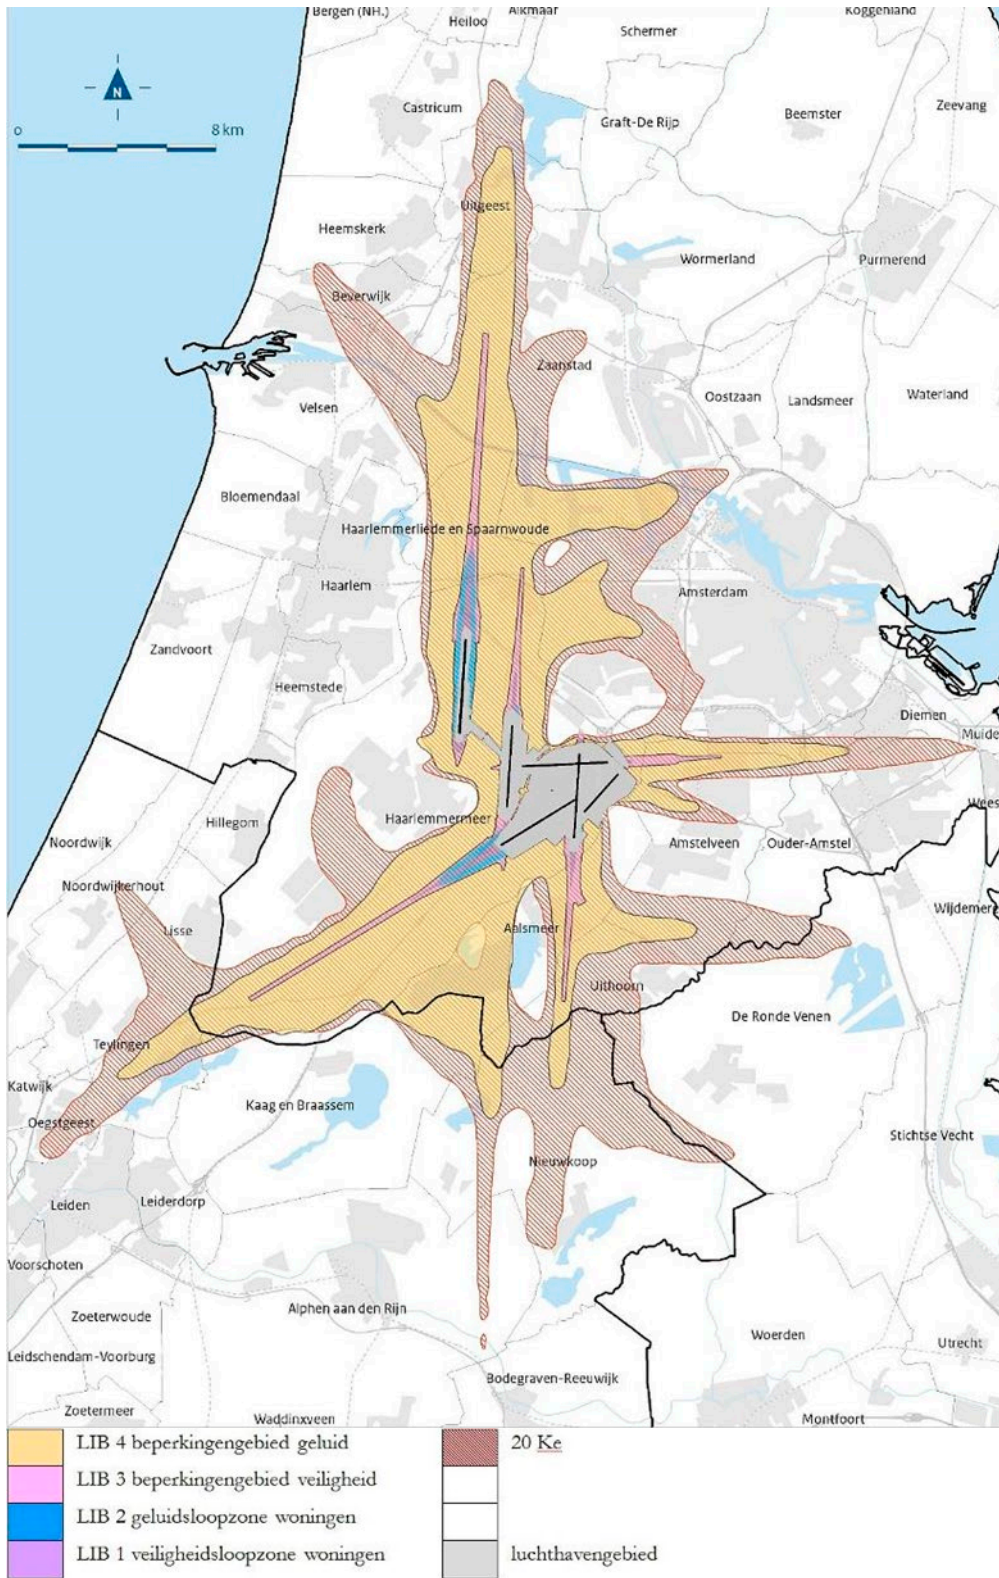 Bergen (NH.)
Alkmaar
Koggenland
Heiloo
Schermer
N
Castricum
Graft-De Rijp
Beemster
Zeevang
0 8 km
Uitgeest
Heemskerk
Wormerland
Purmerend
Beverwijk
Zaanstad
Oostzaan
Landsmeer
Waterland
Velsen
Bloemendaal
Haarlemmerliede en Spaarnwoude
Haarlem
Amsterdam
Zandvoort
Heemstede
Diemen
Muide
Wees
Hillegom
Haarlemmermeer
Noordwijk
Amstelveen
Ouder-Amstel
Noordwijkerhout
Wijdemere
Lisse
Aalsmeer
Uithoorn
De Ronde Venen
Teylingen
Katwijk
Kaag en Braassem
Oegstgeest
Stichtse Vecht
Nieuwkoop
Leiden
Leiderdorp
Voorschoten
Zoeterwoude
Alphen aan den Rijn
Woerden
Utrecht
Leidschendam-Voorburg
Bodegraven-Reeuwijk
Zoetermeer
Waddinxveen
Montfoort
LIB 4 beperkingengebied geluid
20 Ke
LIB 3 beperkingengebied veiligheid
LIB 2 geluidsloopzone woningen
LIB 1 veiligheidsloopzone woningen
luchthavengebied